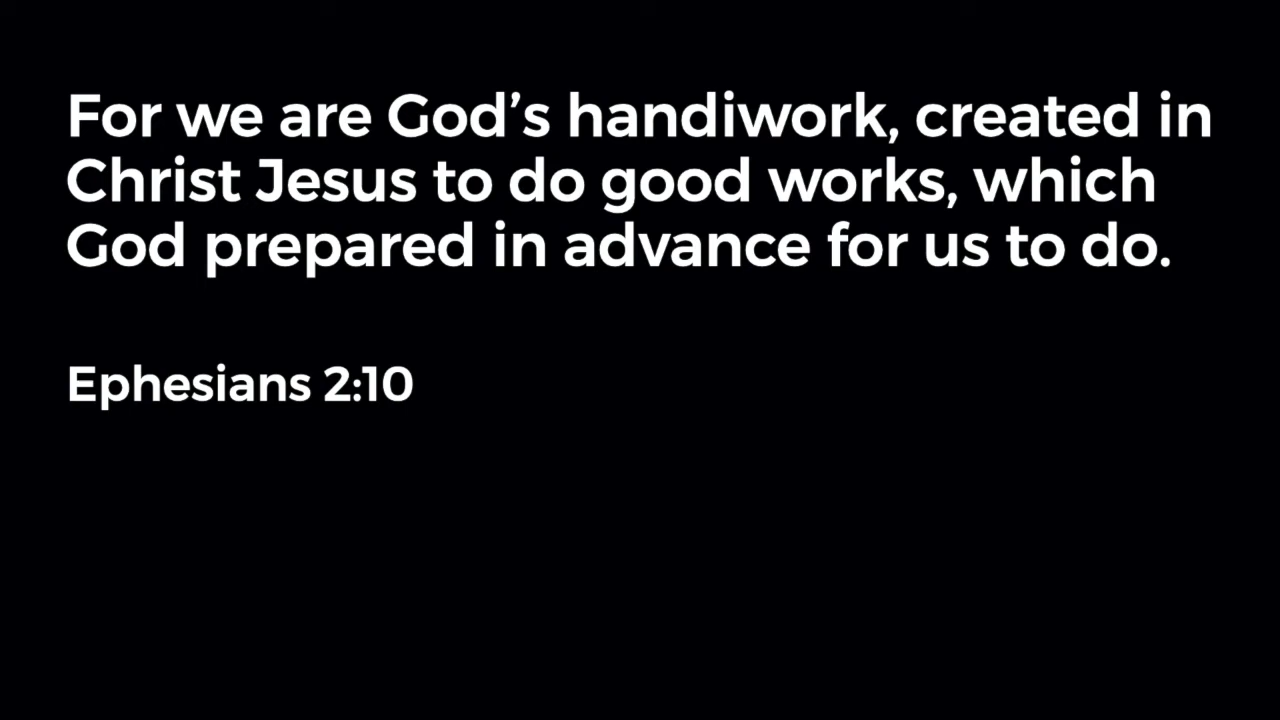 For we are God’s handiwork, created in
Christ Jesus to do good works, which
God prepared in advance for us to do.
Ephesians 2:10